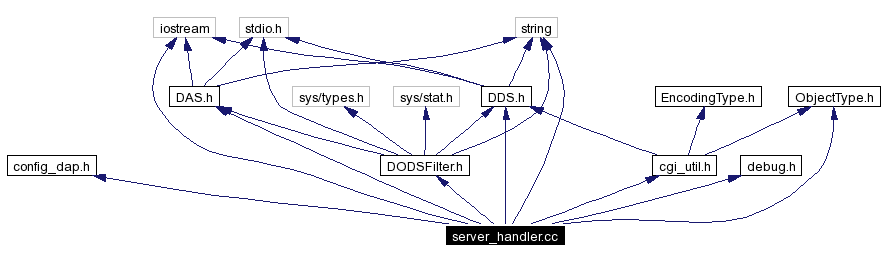 iostream
stdio.h
string
DAS.h
sys/types.h
sys/stat.h
DDS.h
EncodingType.h
ObjectType.h
config_dap.h
DODSFilter.h
cgi_util.h
debug.h
server_handler.cc